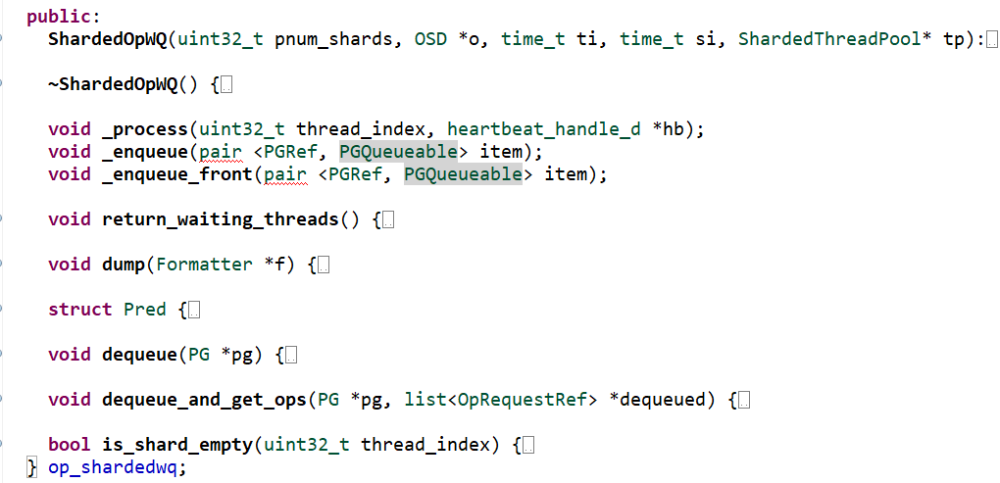 public:
ShardedOpWQ(uint32_t pnum_shards, OSD *o, time_t ti, time_t si, ShardedThreadPool* tp):
~ShardedOpWQ() {
void _process(uint32_t thread_index, heartbeat_handle_d *hb);
void _enqueue(pair <PGRef, PGQueueable> item);
void _enqueue_front(pair <PGRef, PGQueueable> item);
void return_waiting_threads() {
void dump(Formatter *f) {
struct Pred {
void dequeue(PG *pg) {
void dequeue_and_get_ops(PG *pg, list<OpRequestRef> *dequeued) {
bool is_shard_empty(uint32_t thread_index) {
} op_shardedwq;